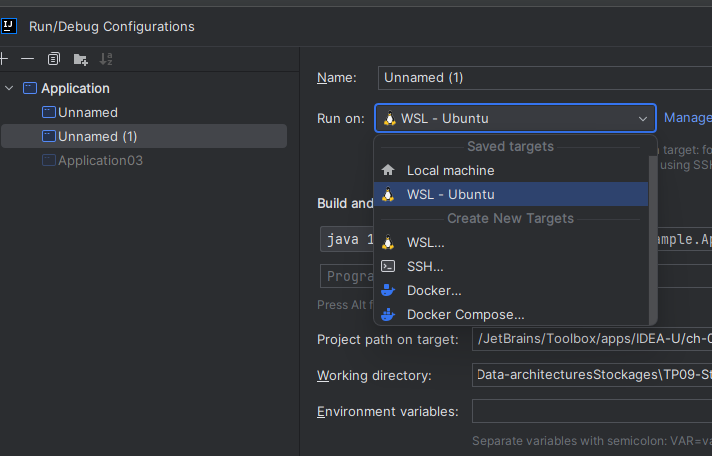 Run/Debug Configurations
Application
Unnamed
Unnamed (1)
Application03
Name:
Unnamed (1)
Run on:
WSL - Ubuntu
Manage
Saved targets
Local machine
WSL - Ubuntu
Create New Targets
WSL...
SSH...
Docker...
Docker Compose...
target: fo
using SSH
Build and
java 1
mple.Ap
Progra
Press Alt f
Project path on target:
/JetBrains/Toolbox/apps/IDEA-U/ch-0
Working directory:
Data-architecturesStockages\TP09-St
Environment variables:
Separate variables with semicolon: VAR=va